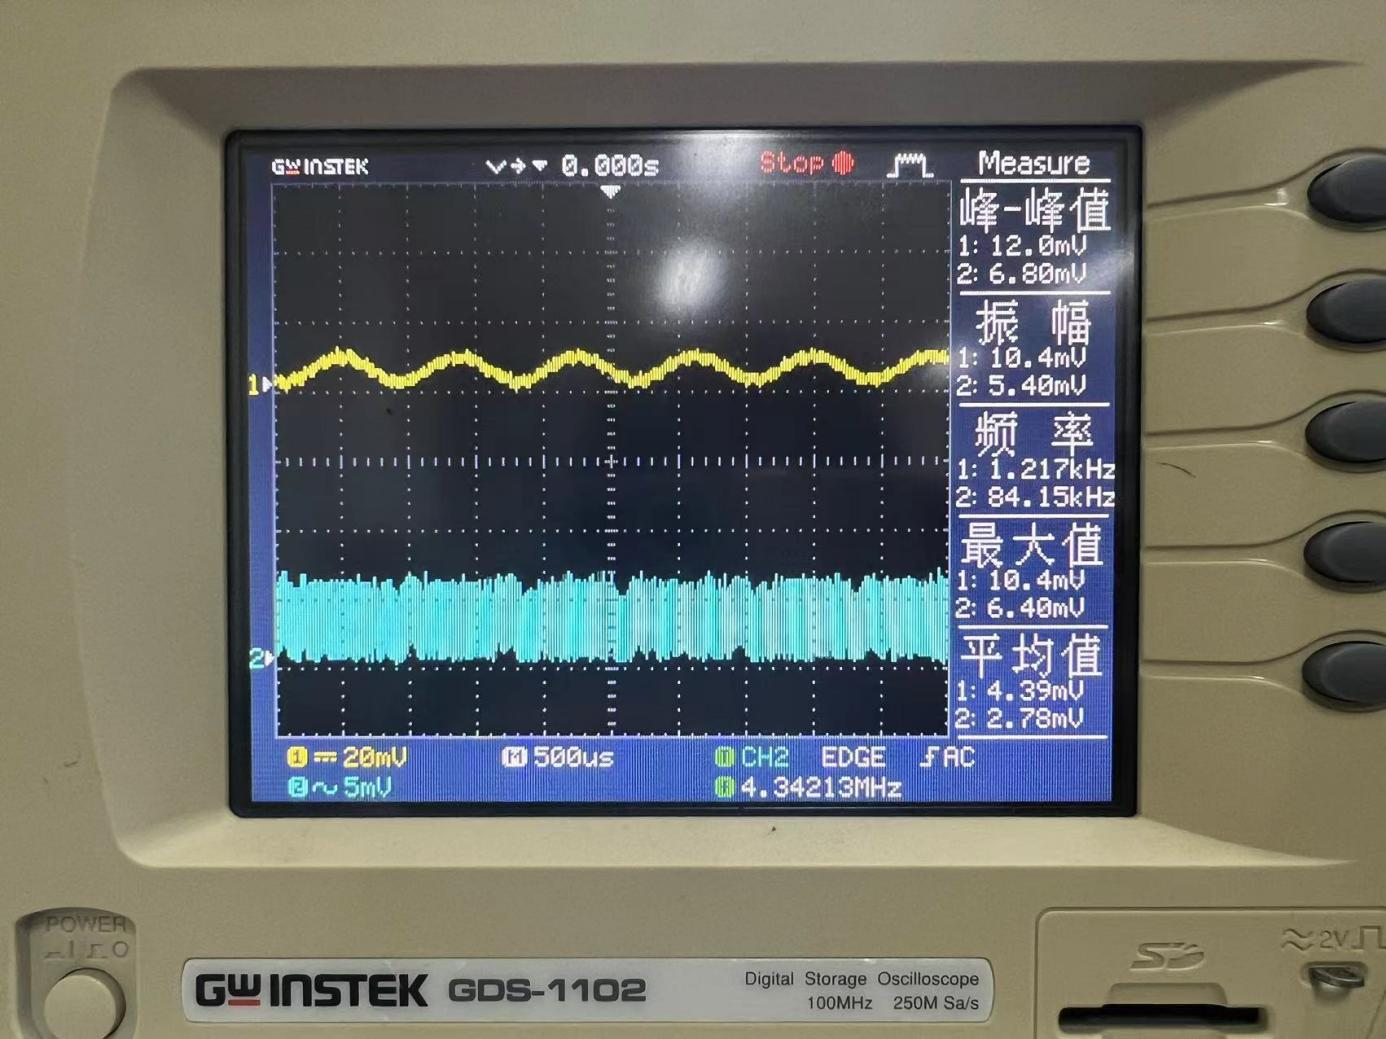 GW INSTEK
0.000s
Stop
Measure
峰-峰值
1: 12.0mV
2: 6.80mV
振 幅
1: 10.4mV
2: 5.40mV
频 率
1: 1.217kHz
2: 84.15kHz
最大值
1: 10.4mV
2: 6.40mV
平均值
1: 4.39mV
2: 2.78mV
1
2
1 20mV
M 500us
T CH2 EDGE AC
2 5mV
4.34213MHz
POWER
GW INSTEK GDS-1102
Digital Storage Oscilloscope
100MHz 250M Sa/s
SD
≈2V